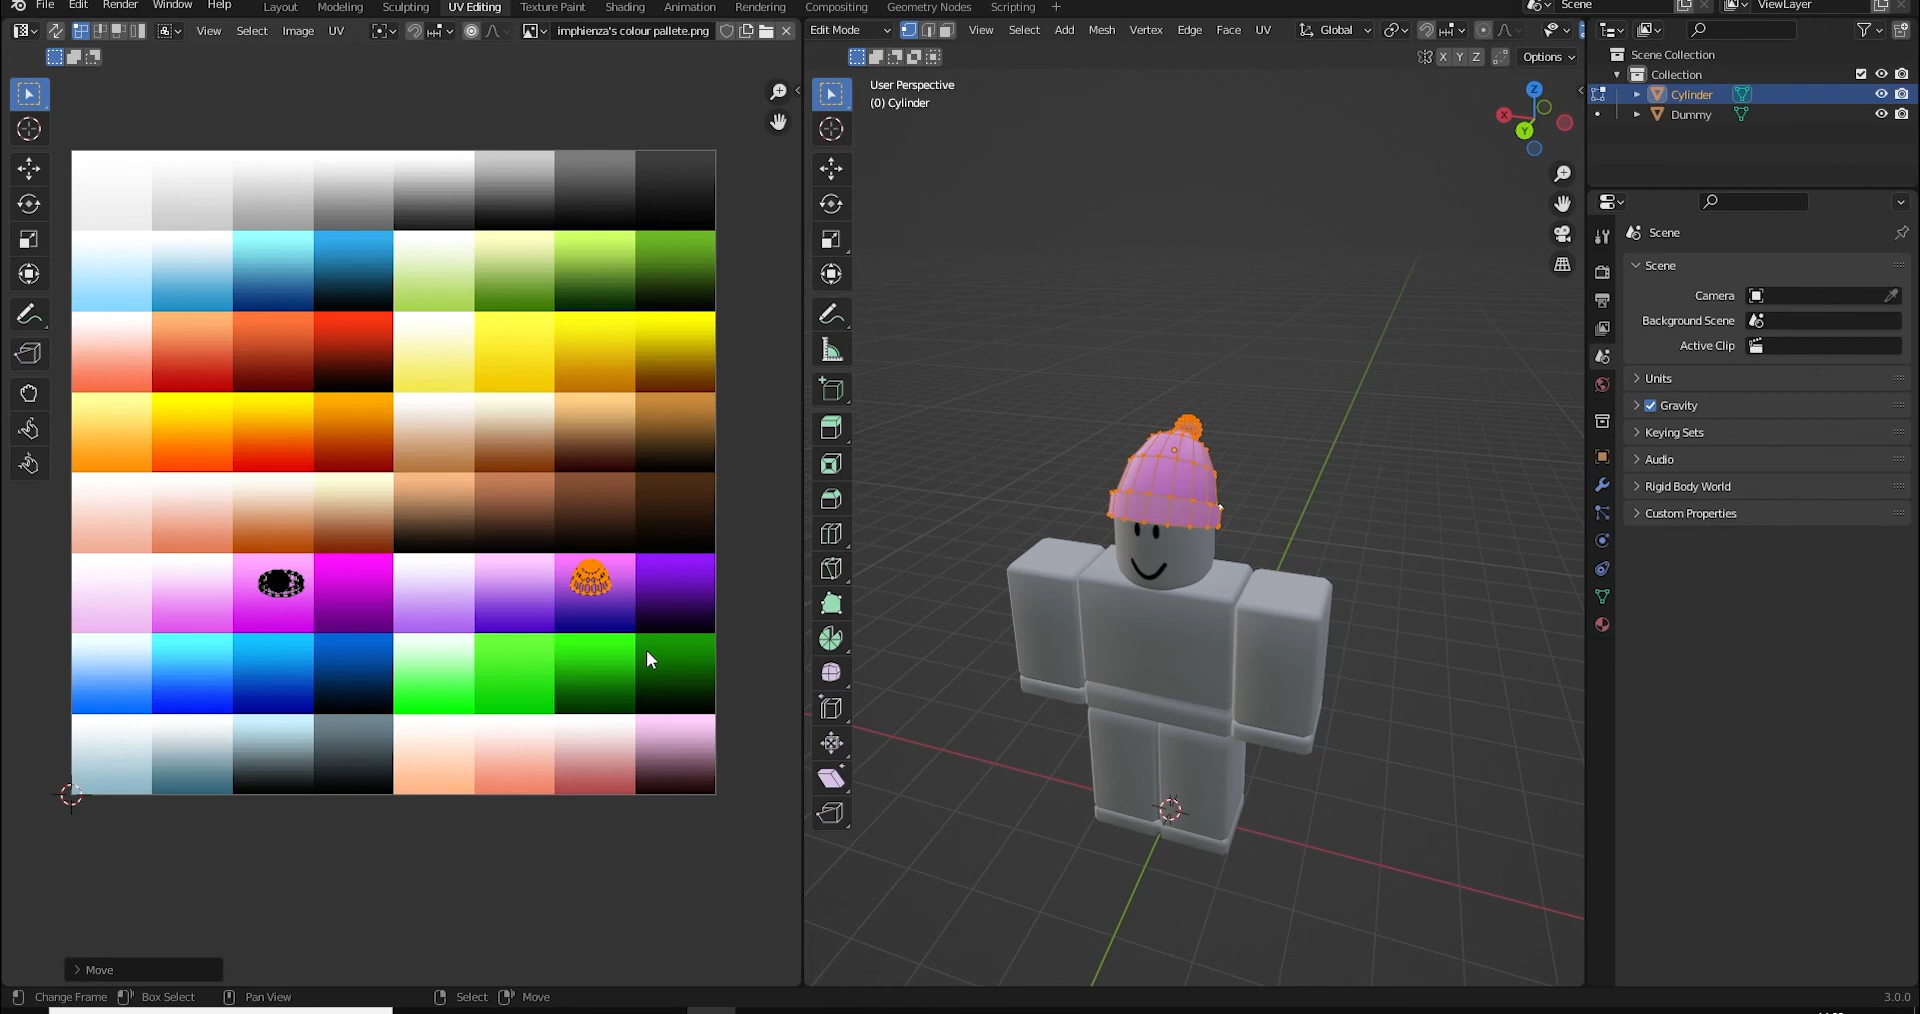 File Edit Render Window Help Layout Modeling Sculpting UV Editing Texture Paint Shading Animation Rendering Compositing Geometry Nodes Scripting + Scene ViewLayer
View Select Image UV imphienza's colour pallete.png Edit Mode View Select Add Mesh Vertex Edge Face UV Global
X Y Z Options
Scene Collection
Collection
Cylinder
Dummy
User Perspective
(0) Cylinder
Z
X
Y
Scene
Scene
Camera
Background Scene
Active Clip
Units
Gravity
Keying Sets
Audio
Rigid Body World
Custom Properties
Move
Change Frame Box Select Pan View Select Move 3.0.0